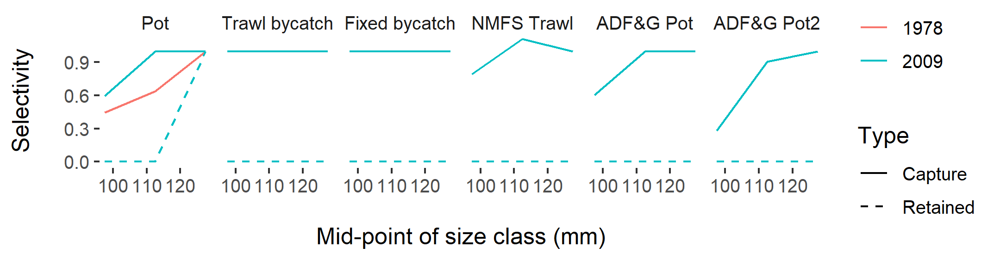 Pot Trawl bycatch Fixed bycatch NMFS Trawl ADF&G Pot ADF&G Pot2
Selectivity
0.9
0.6
0.3
0.0
100 110 120 100 110 120 100 110 120 100 110 120 100 110 120 100 110 120
Mid-point of size class (mm)
1978
2009
Type
Capture
Retained